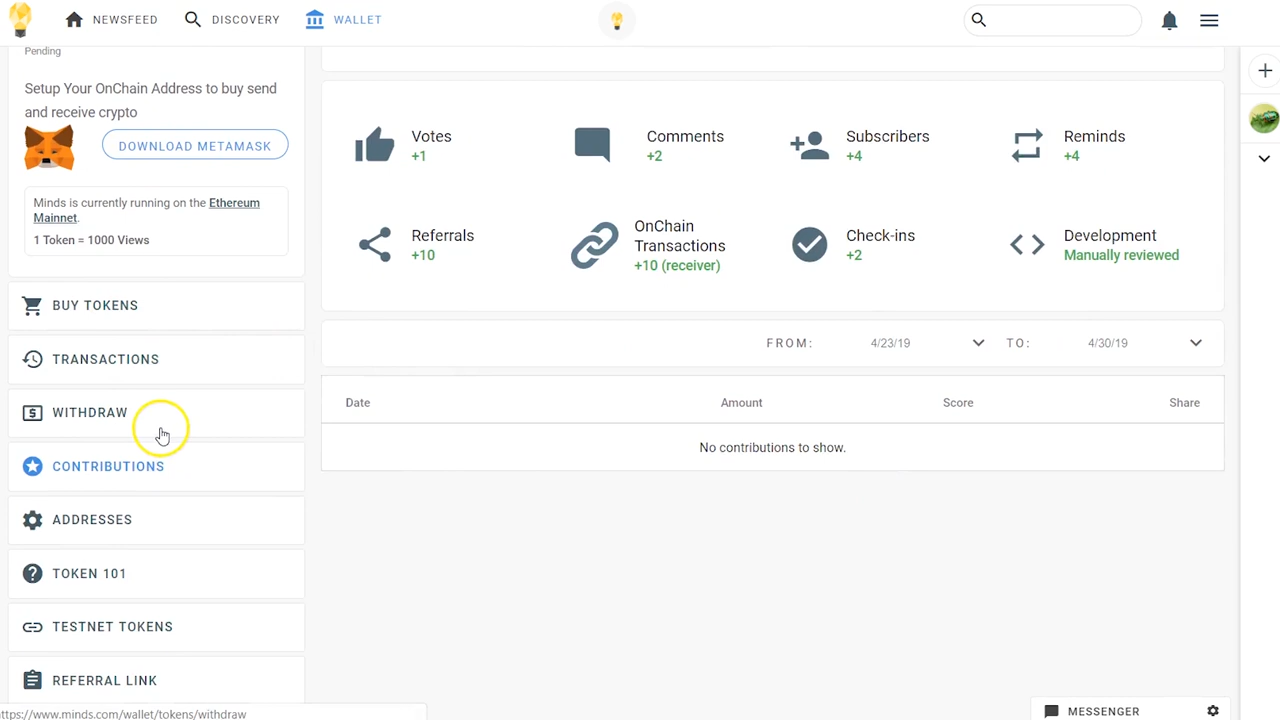 NEWSFEED
DISCOVERY
WALLET
Pending
Setup Your OnChain Address to buy send
and receive crypto
DOWNLOAD METAMASK
Minds is currently running on the Ethereum
Mainnet.
1 Token = 1000 Views
BUY TOKENS
TRANSACTIONS
WITHDRAW
CONTRIBUTIONS
ADDRESSES
TOKEN 101
TESTNET TOKENS
REFERRAL LINK
Votes
+1
Comments
+2
Subscribers
+4
Reminds
+4
Referrals
+10
OnChain
Transactions
+10 (receiver)
Check-ins
+2
Development
Manually reviewed
FROM: 4/23/19 TO: 4/30/19
Date Amount Score Share
No contributions to show.
MESSENGER
https://www.minds.com/wallet/tokens/withdraw